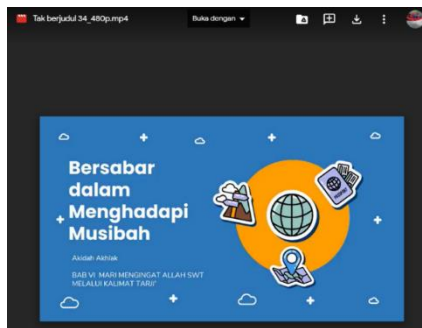 Tak berjudul 34_480p.mp4
Buka dengan
Bersabar
dalam
Menghadapi
Musibah
Akidah Akhlak
BAB VI MARI MENGINGAT ALLAH SWT
MELALUI KALIMAT TARJI'